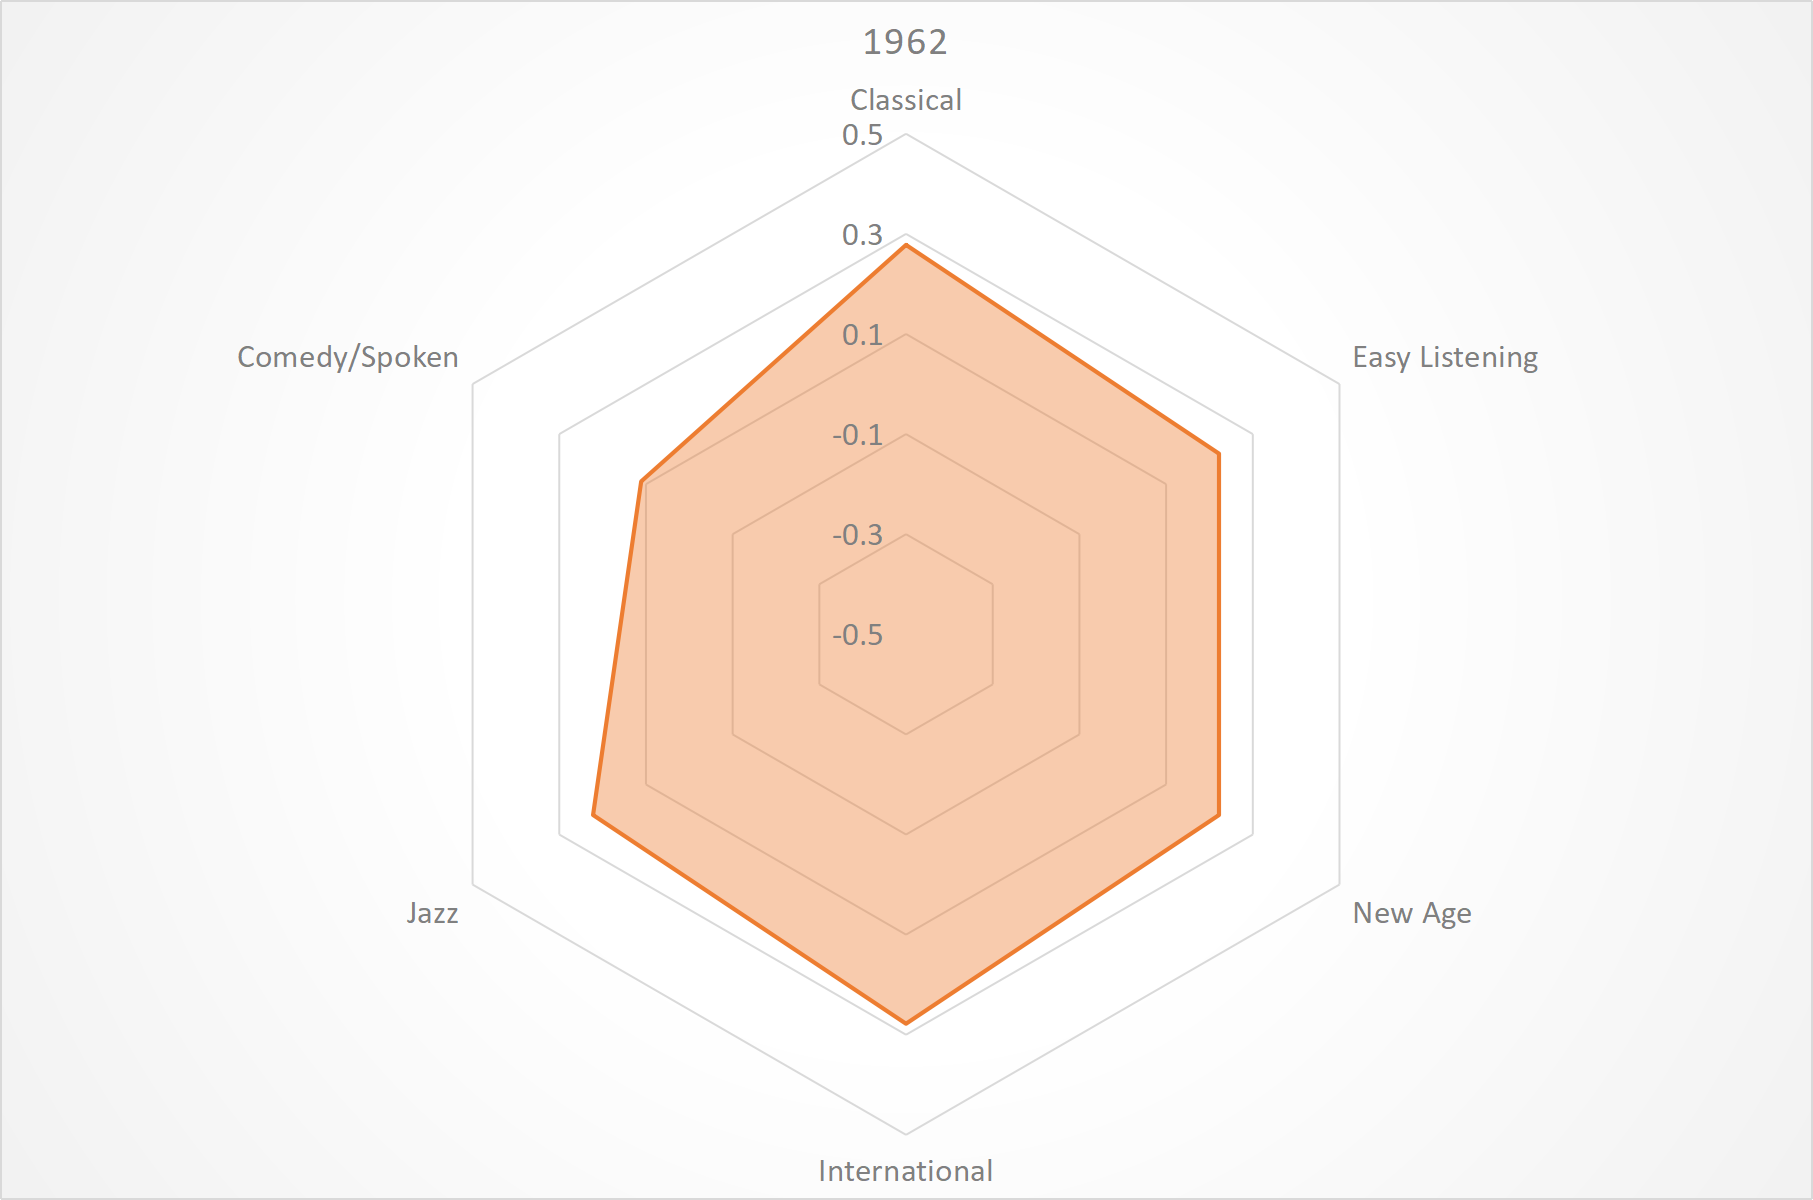 1962
Classical
0.5
0.3
0.1
Comedy/Spoken
Easy Listening
-0.1
-0.3
-0.5
Jazz
New Age
International